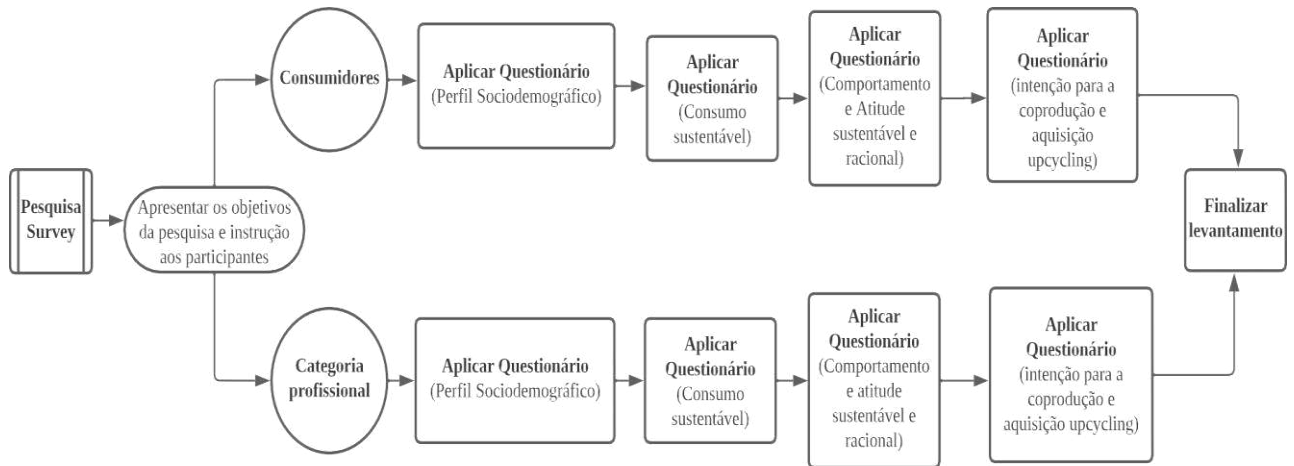 Pesquisa
Survey
Apresentar os objetivos
da pesquisa e instrução
aos participantes
Consumidores
Aplicar Questionário
(Perfil Sociodemográfico)
Aplicar
Questionário
(Consumo
sustentável)
Aplicar
Questionário
(Comportamento
e Atitude
sustentável e
racional)
Aplicar
Questionário
(intenção para a
coprodução e
aquisição
upcycling)
Categoria
profissional
Aplicar Questionário
(Perfil Sociodemográfico)
Aplicar
Questionário
(Consumo
sustentável)
Aplicar
Questionário
(Comportamento
e atitude
sustentável e
racional)
Aplicar
Questionário
(intenção para a
coprodução e
aquisição upcycling)
Finalizar
levantamento